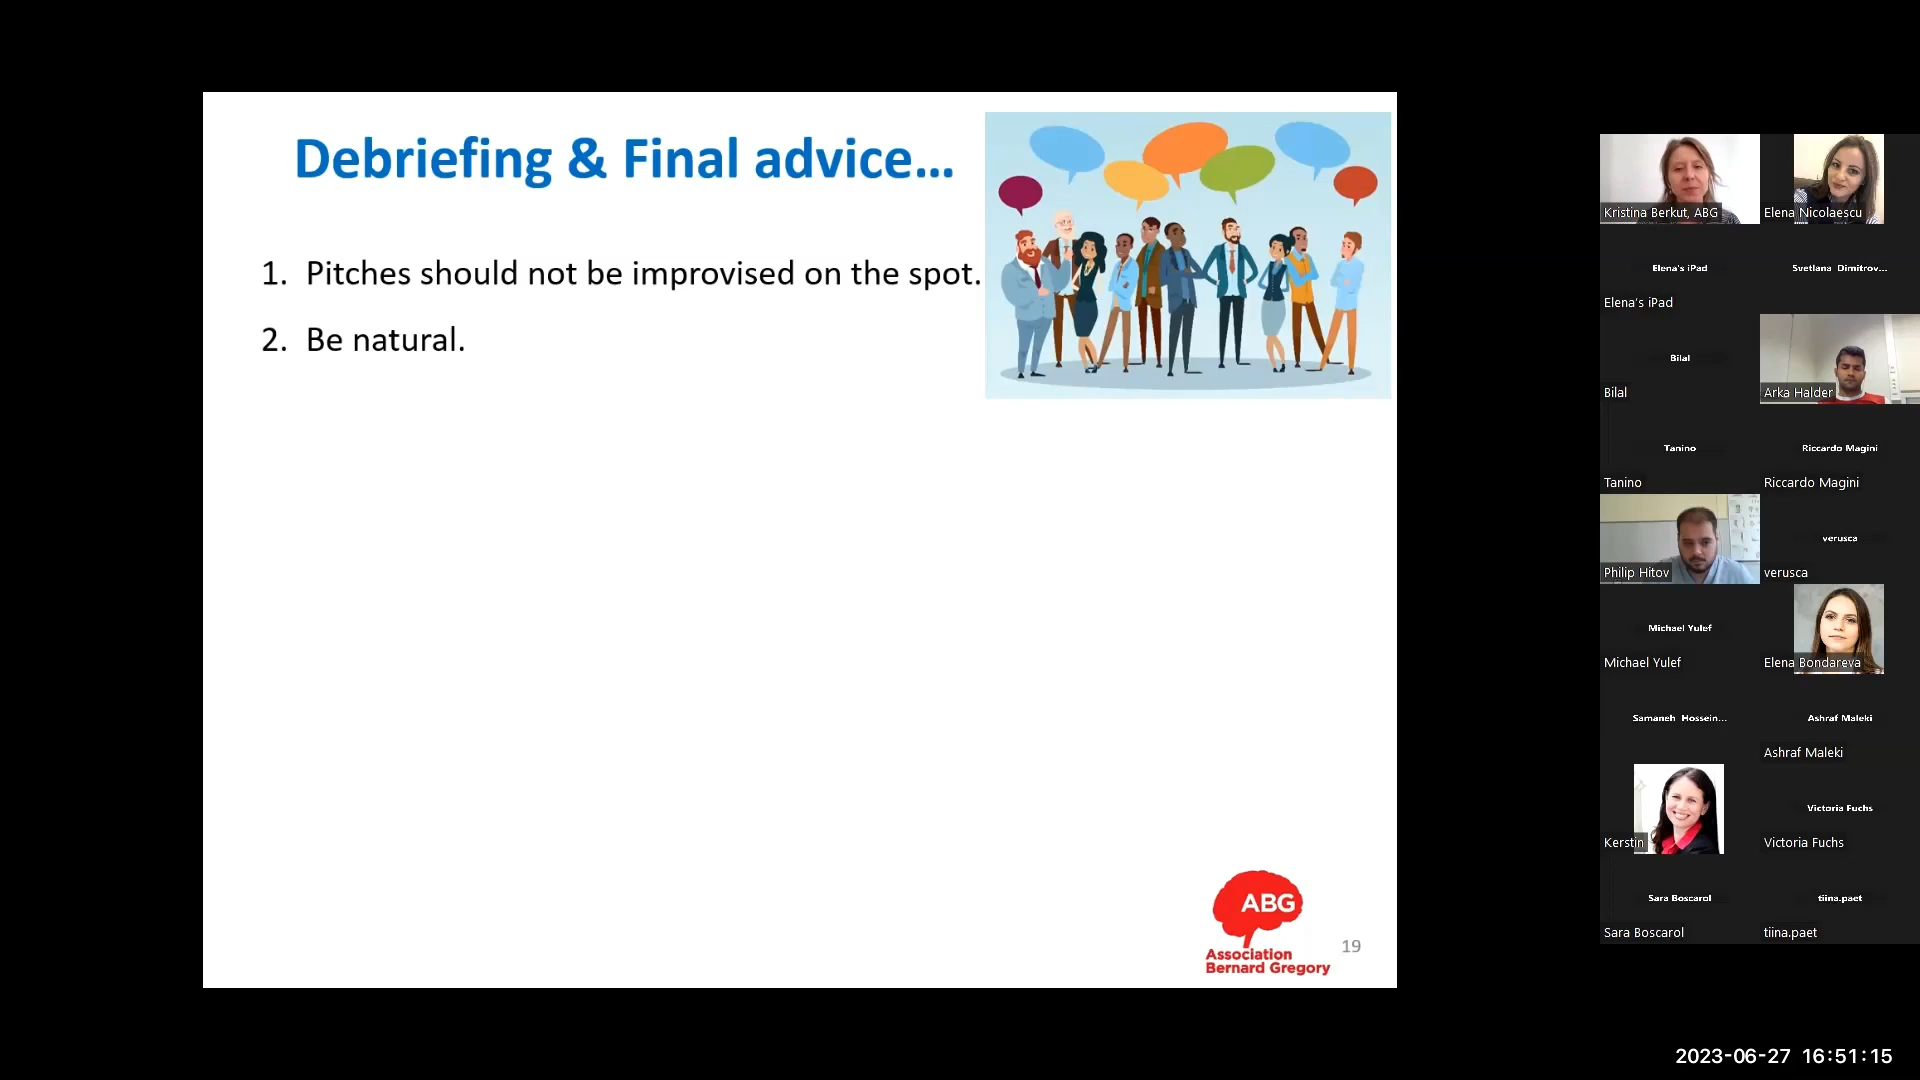 Debriefing & Final advice...
1. Pitches should not be improvised on the spot.
2. Be natural.
ABG
Association
Bernard Gregory
19
Kristina Berkut, ABG
Elena Nicolaescu
Elena's iPad
Svetlana Dimitrov...
Elena's iPad
Bilal
Bilal
Arka Halder
Tanino
Riccardo Magini
Tanino
Riccardo Magini
verusca
Philip Hitov
verusca
Michael Yulef
Michael Yulef
Elena Bondareva
Samaneh Hossein...
Ashraf Maleki
Ashraf Maleki
Victoria Fuchs
Kerstin
Victoria Fuchs
Sara Boscarol
tiina.paet
Sara Boscarol
tiina.paet
2023-06-27 16:51:15